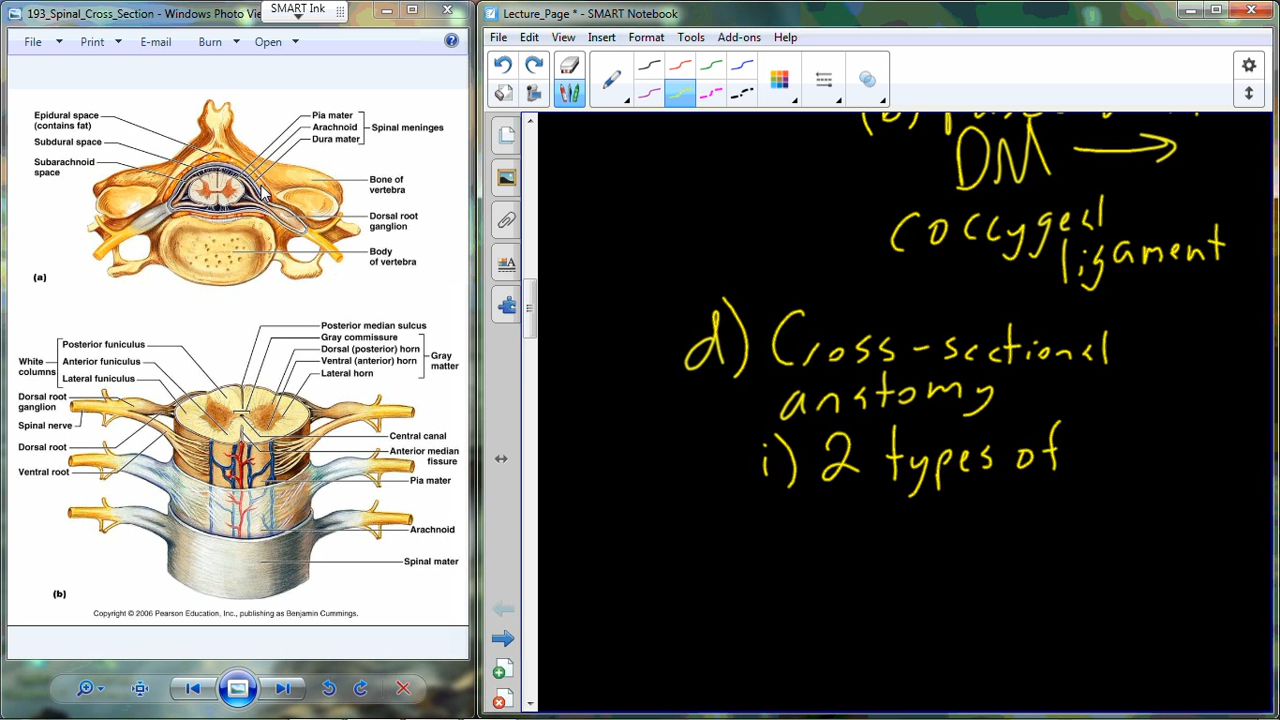 193_Spinal_Cross_Section - Windows Photo Vie
SMART Ink
File Print E-mail Burn Open
Epidural space
(contains fat)
Subdural space
Subarachnoid
space
Pia mater
Arachnoid
Dura mater
Spinal meninges
Bone of
vertebra
Dorsal root
ganglion
Body
of vertebra
(a)
Posterior median sulcus
Gray commissure
Dorsal (posterior) horn
Ventral (anterior) horn
Lateral horn
Gray
matter
White
columns
Posterior funiculus
Anterior funiculus
Lateral funiculus
Dorsal root
ganglion
Spinal nerve
Dorsal root
Ventral root
Central canal
Anterior median
fissure
Pia mater
Arachnoid
Spinal mater
(b)
Copyright © 2006 Pearson Education, Inc., publishing as Benjamin Cummings.
Lecture_Page * - SMART Notebook
File Edit View Insert Format Tools Add-ons Help
DM →
coccygeal
ligament
d) Cross-sectional
anatomy
i) 2 types of